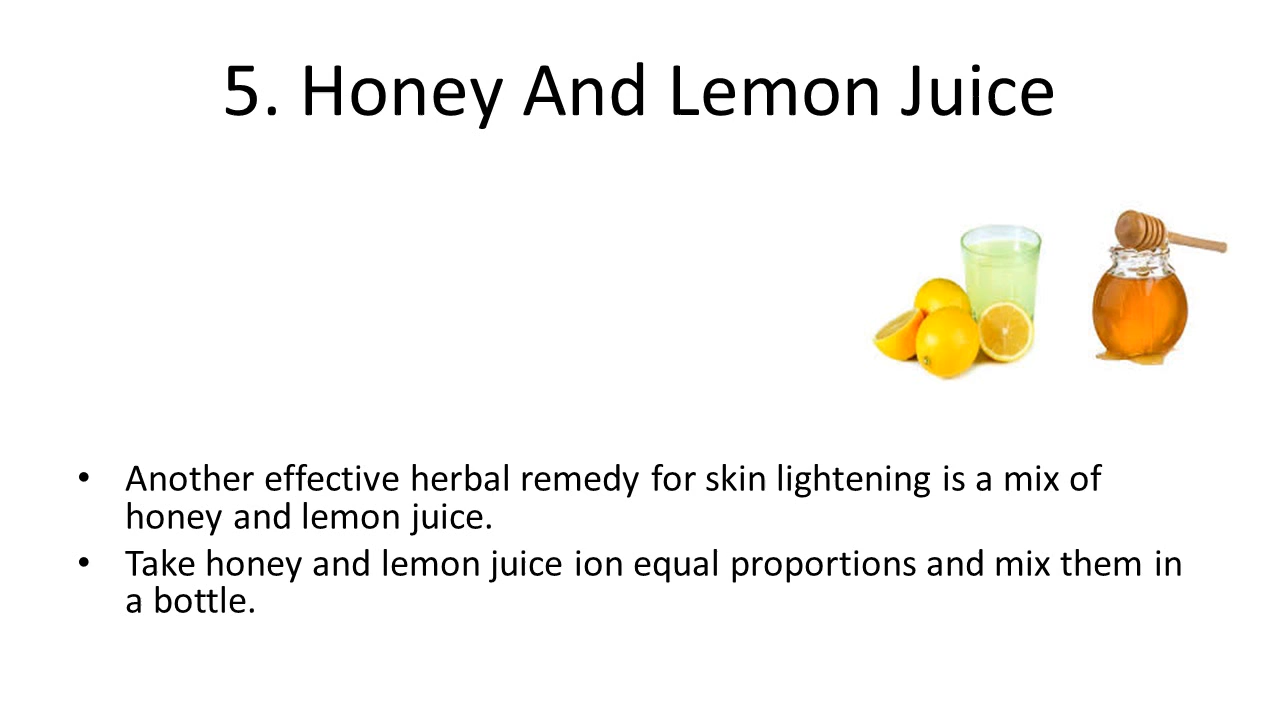 5. Honey And Lemon Juice
• Another effective herbal remedy for skin lightening is a mix of
honey and lemon juice.
• Take honey and lemon juice ion equal proportions and mix them in
a bottle.